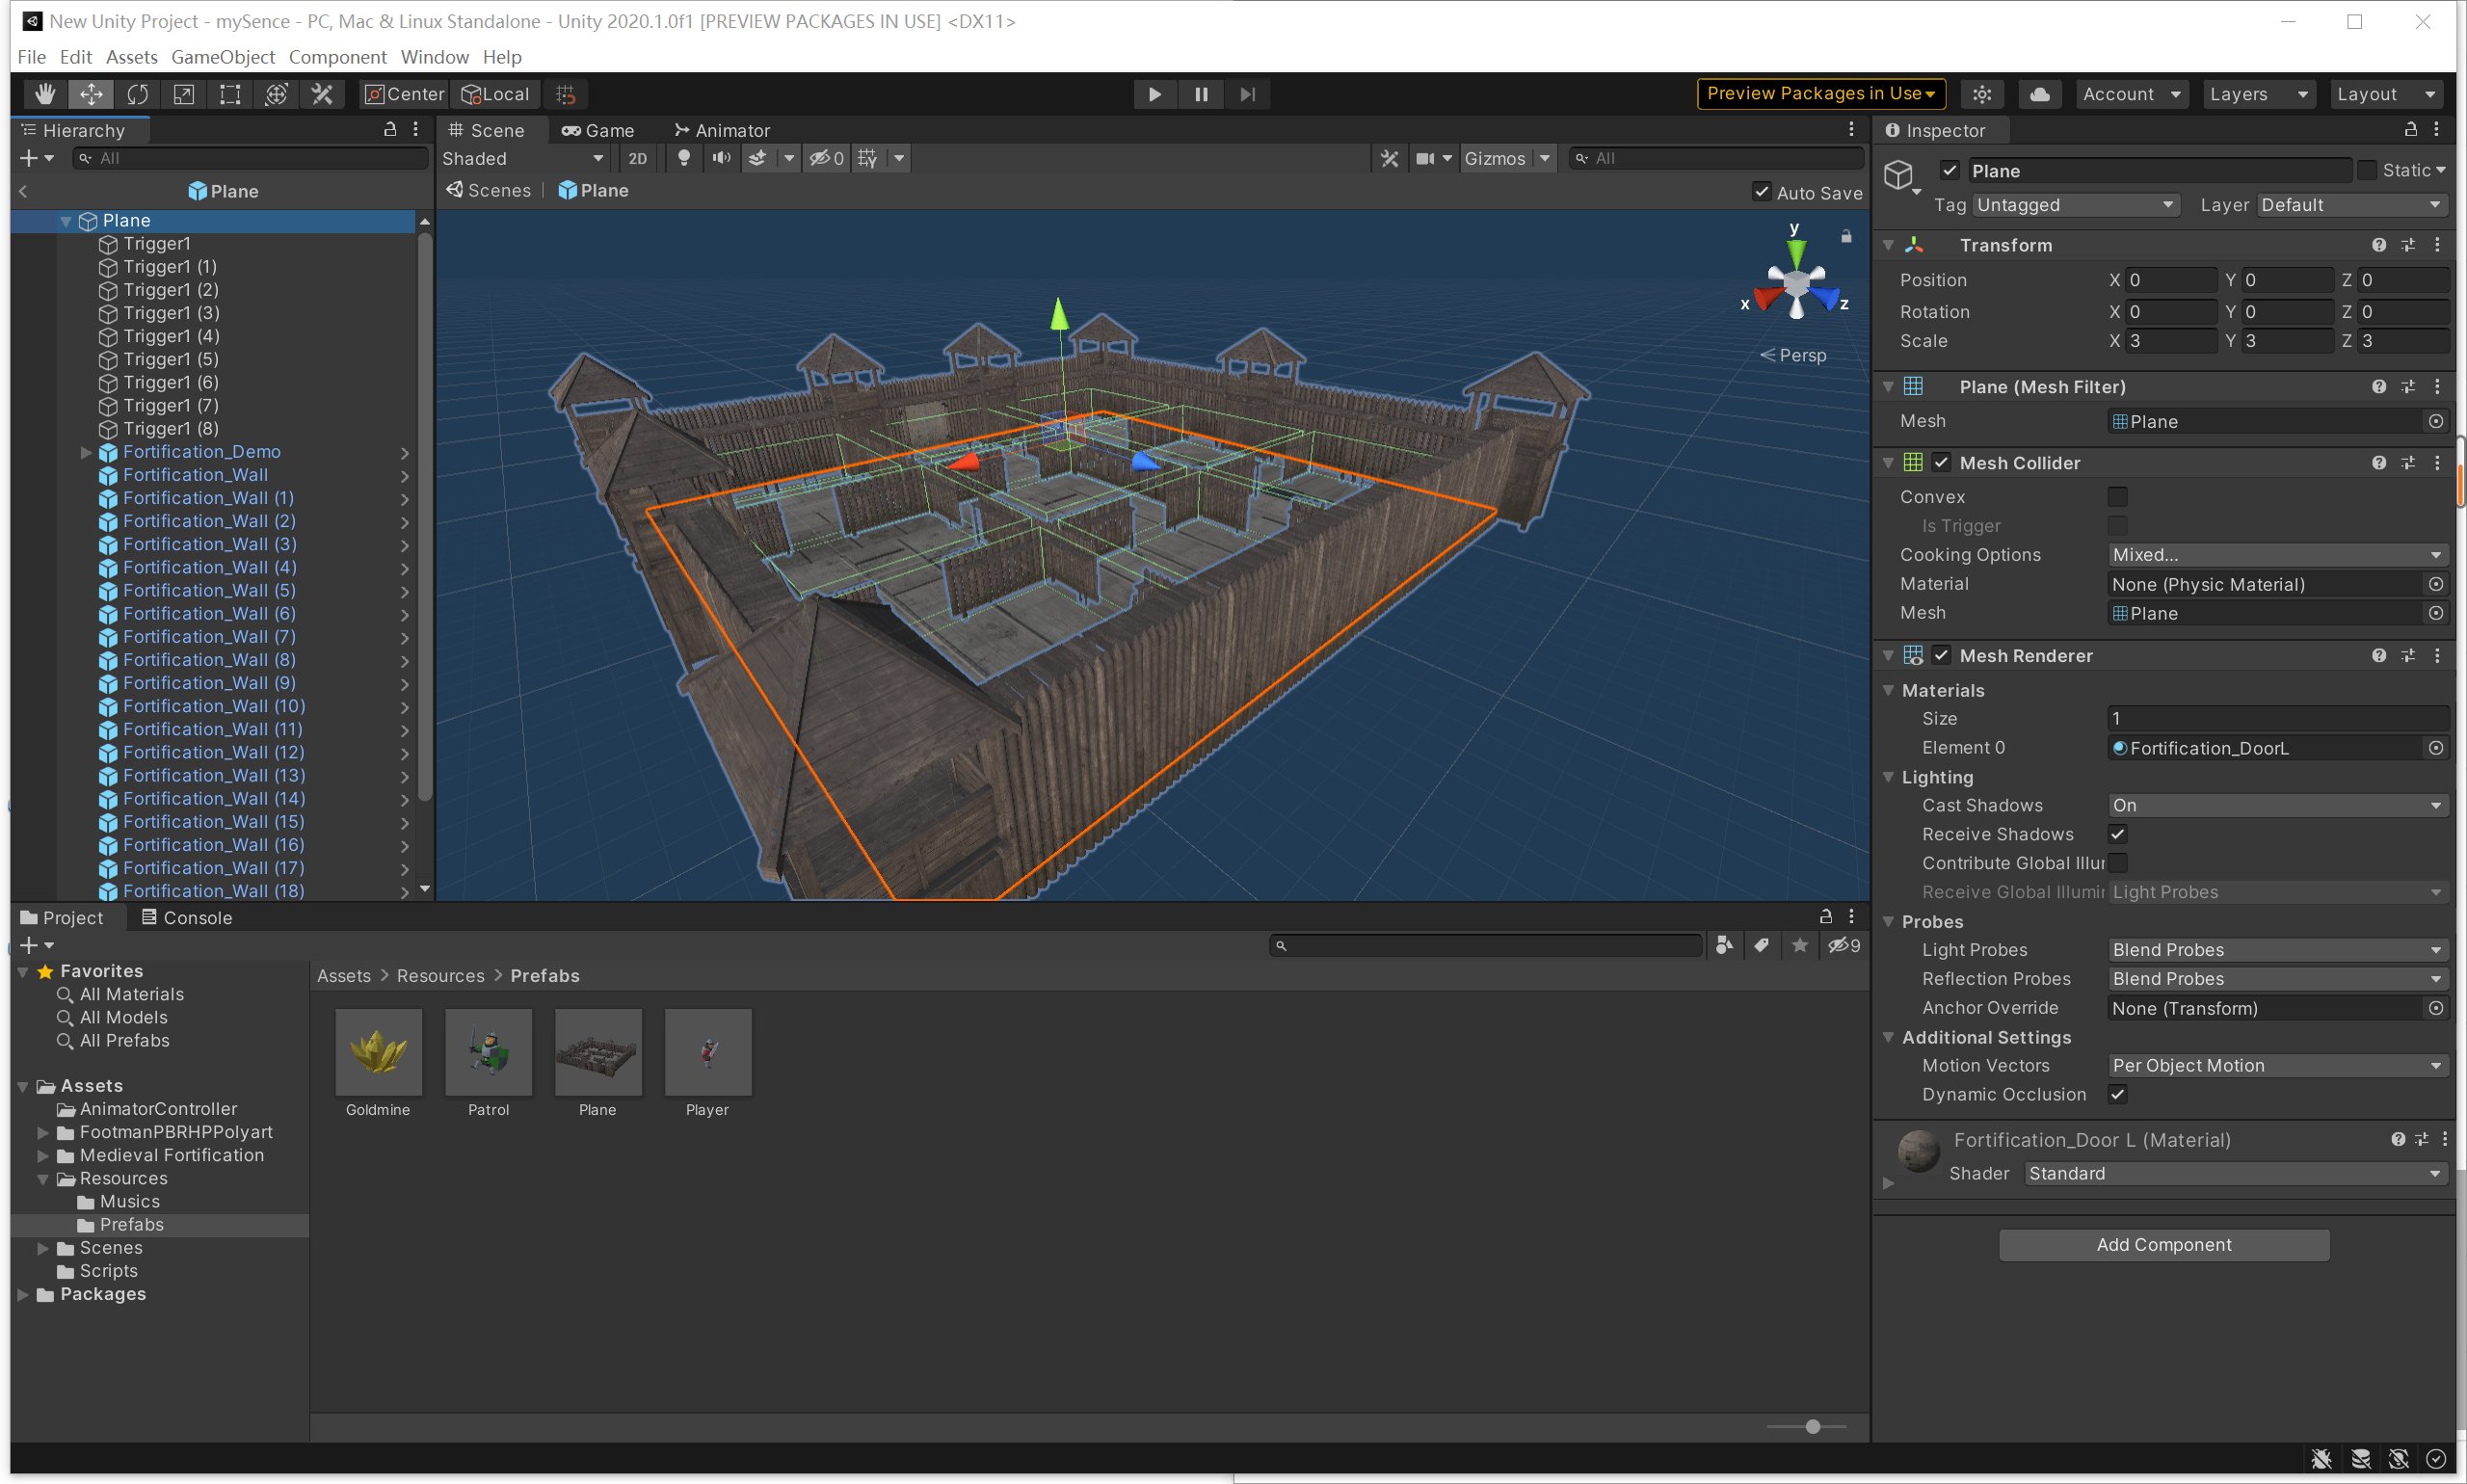 New Unity Project - mySence - PC, Mac & Linux Standalone - Unity 2020.1.0f1 [PREVIEW PACKAGES IN USE] <DX11>
File Edit Assets GameObject Component Window Help
Center Local Preview Packages in Use Account Layers Layout
Hierarchy
All
Plane
Plane
Trigger1
Trigger1 (1)
Trigger1 (2)
Trigger1 (3)
Trigger1 (4)
Trigger1 (5)
Trigger1 (6)
Trigger1 (7)
Trigger1 (8)
Fortification_Demo
Fortification_Wall
Fortification_Wall (1)
Fortification_Wall (2)
Fortification_Wall (3)
Fortification_Wall (4)
Fortification_Wall (5)
Fortification_Wall (6)
Fortification_Wall (7)
Fortification_Wall (8)
Fortification_Wall (9)
Fortification_Wall (10)
Fortification_Wall (11)
Fortification_Wall (12)
Fortification_Wall (13)
Fortification_Wall (14)
Fortification_Wall (15)
Fortification_Wall (16)
Fortification_Wall (17)
Fortification_Wall (18)
Scene Game Animator
Shaded 2D 0 Gizmos All
Scenes Plane Auto Save
y
x z
Persp
Inspector
Plane Static
Tag Untagged Layer Default
Transform
Position X 0 Y 0 Z 0
Rotation X 0 Y 0 Z 0
Scale X 3 Y 3 Z 3
Plane (Mesh Filter)
Mesh Plane
Mesh Collider
Convex
Is Trigger
Cooking Options Mixed...
Material None (Physic Material)
Mesh Plane
Mesh Renderer
Materials
Size 1
Element 0 Fortification_DoorL
Lighting
Cast Shadows On
Receive Shadows
Contribute Global Illur
Receive Global Illumir Light Probes
Probes
Light Probes Blend Probes
Reflection Probes Blend Probes
Anchor Override None (Transform)
Additional Settings
Motion Vectors Per Object Motion
Dynamic Occlusion
Fortification_Door L (Material)
Shader Standard
Add Component
Project Console
9
Favorites
All Materials
All Models
All Prefabs
Assets
AnimatorController
FootmanPBRHPPolyart
Medieval Fortification
Resources
Musics
Prefabs
Scenes
Scripts
Packages
Assets > Resources > Prefabs
Goldmine Patrol Plane Player